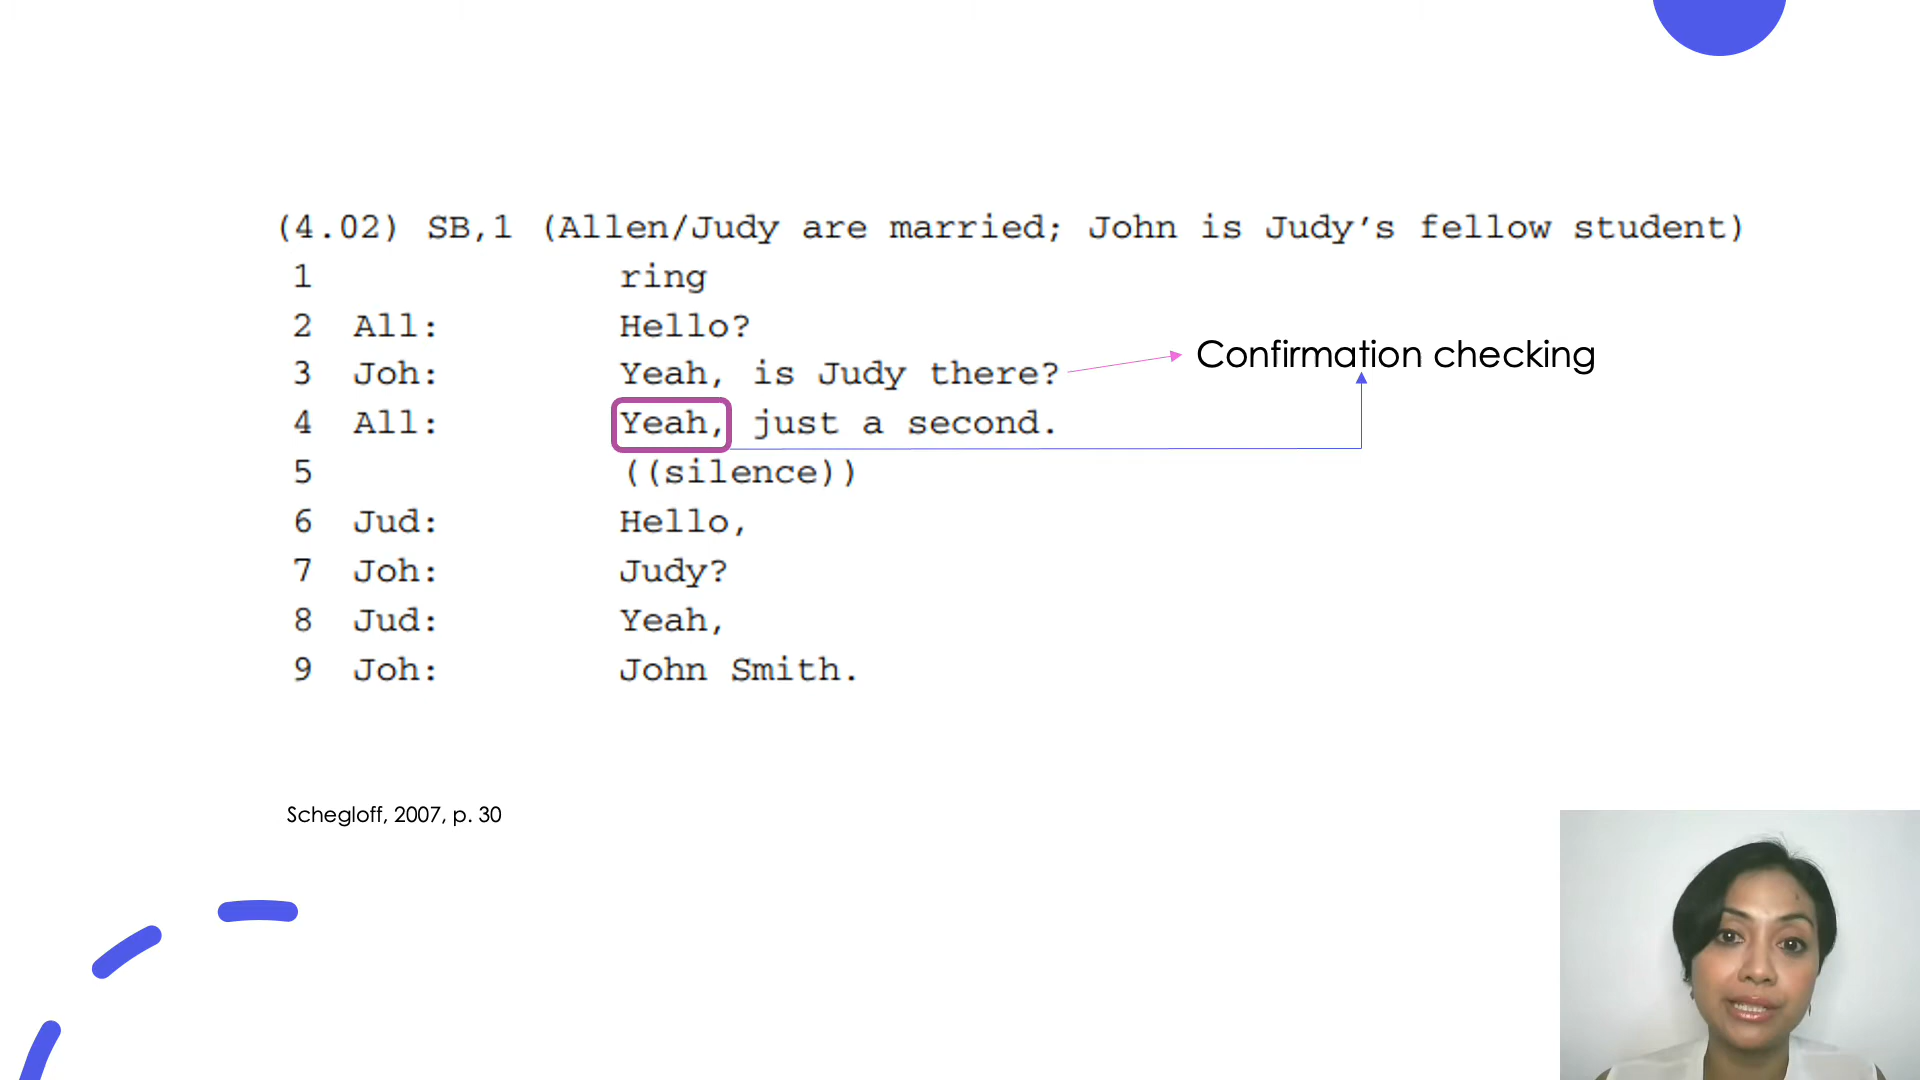 (4.02) SB,1 (Allen/Judy are married; John is Judy's fellow student)
1 ring
2 All: Hello?
3 Joh: Yeah, is Judy there?
Confirmation checking
4 All: Yeah, just a second.
5 ((silence))
6 Jud: Hello,
7 Joh: Judy?
8 Jud: Yeah,
9 Joh: John Smith.
Schegloff, 2007, p. 30